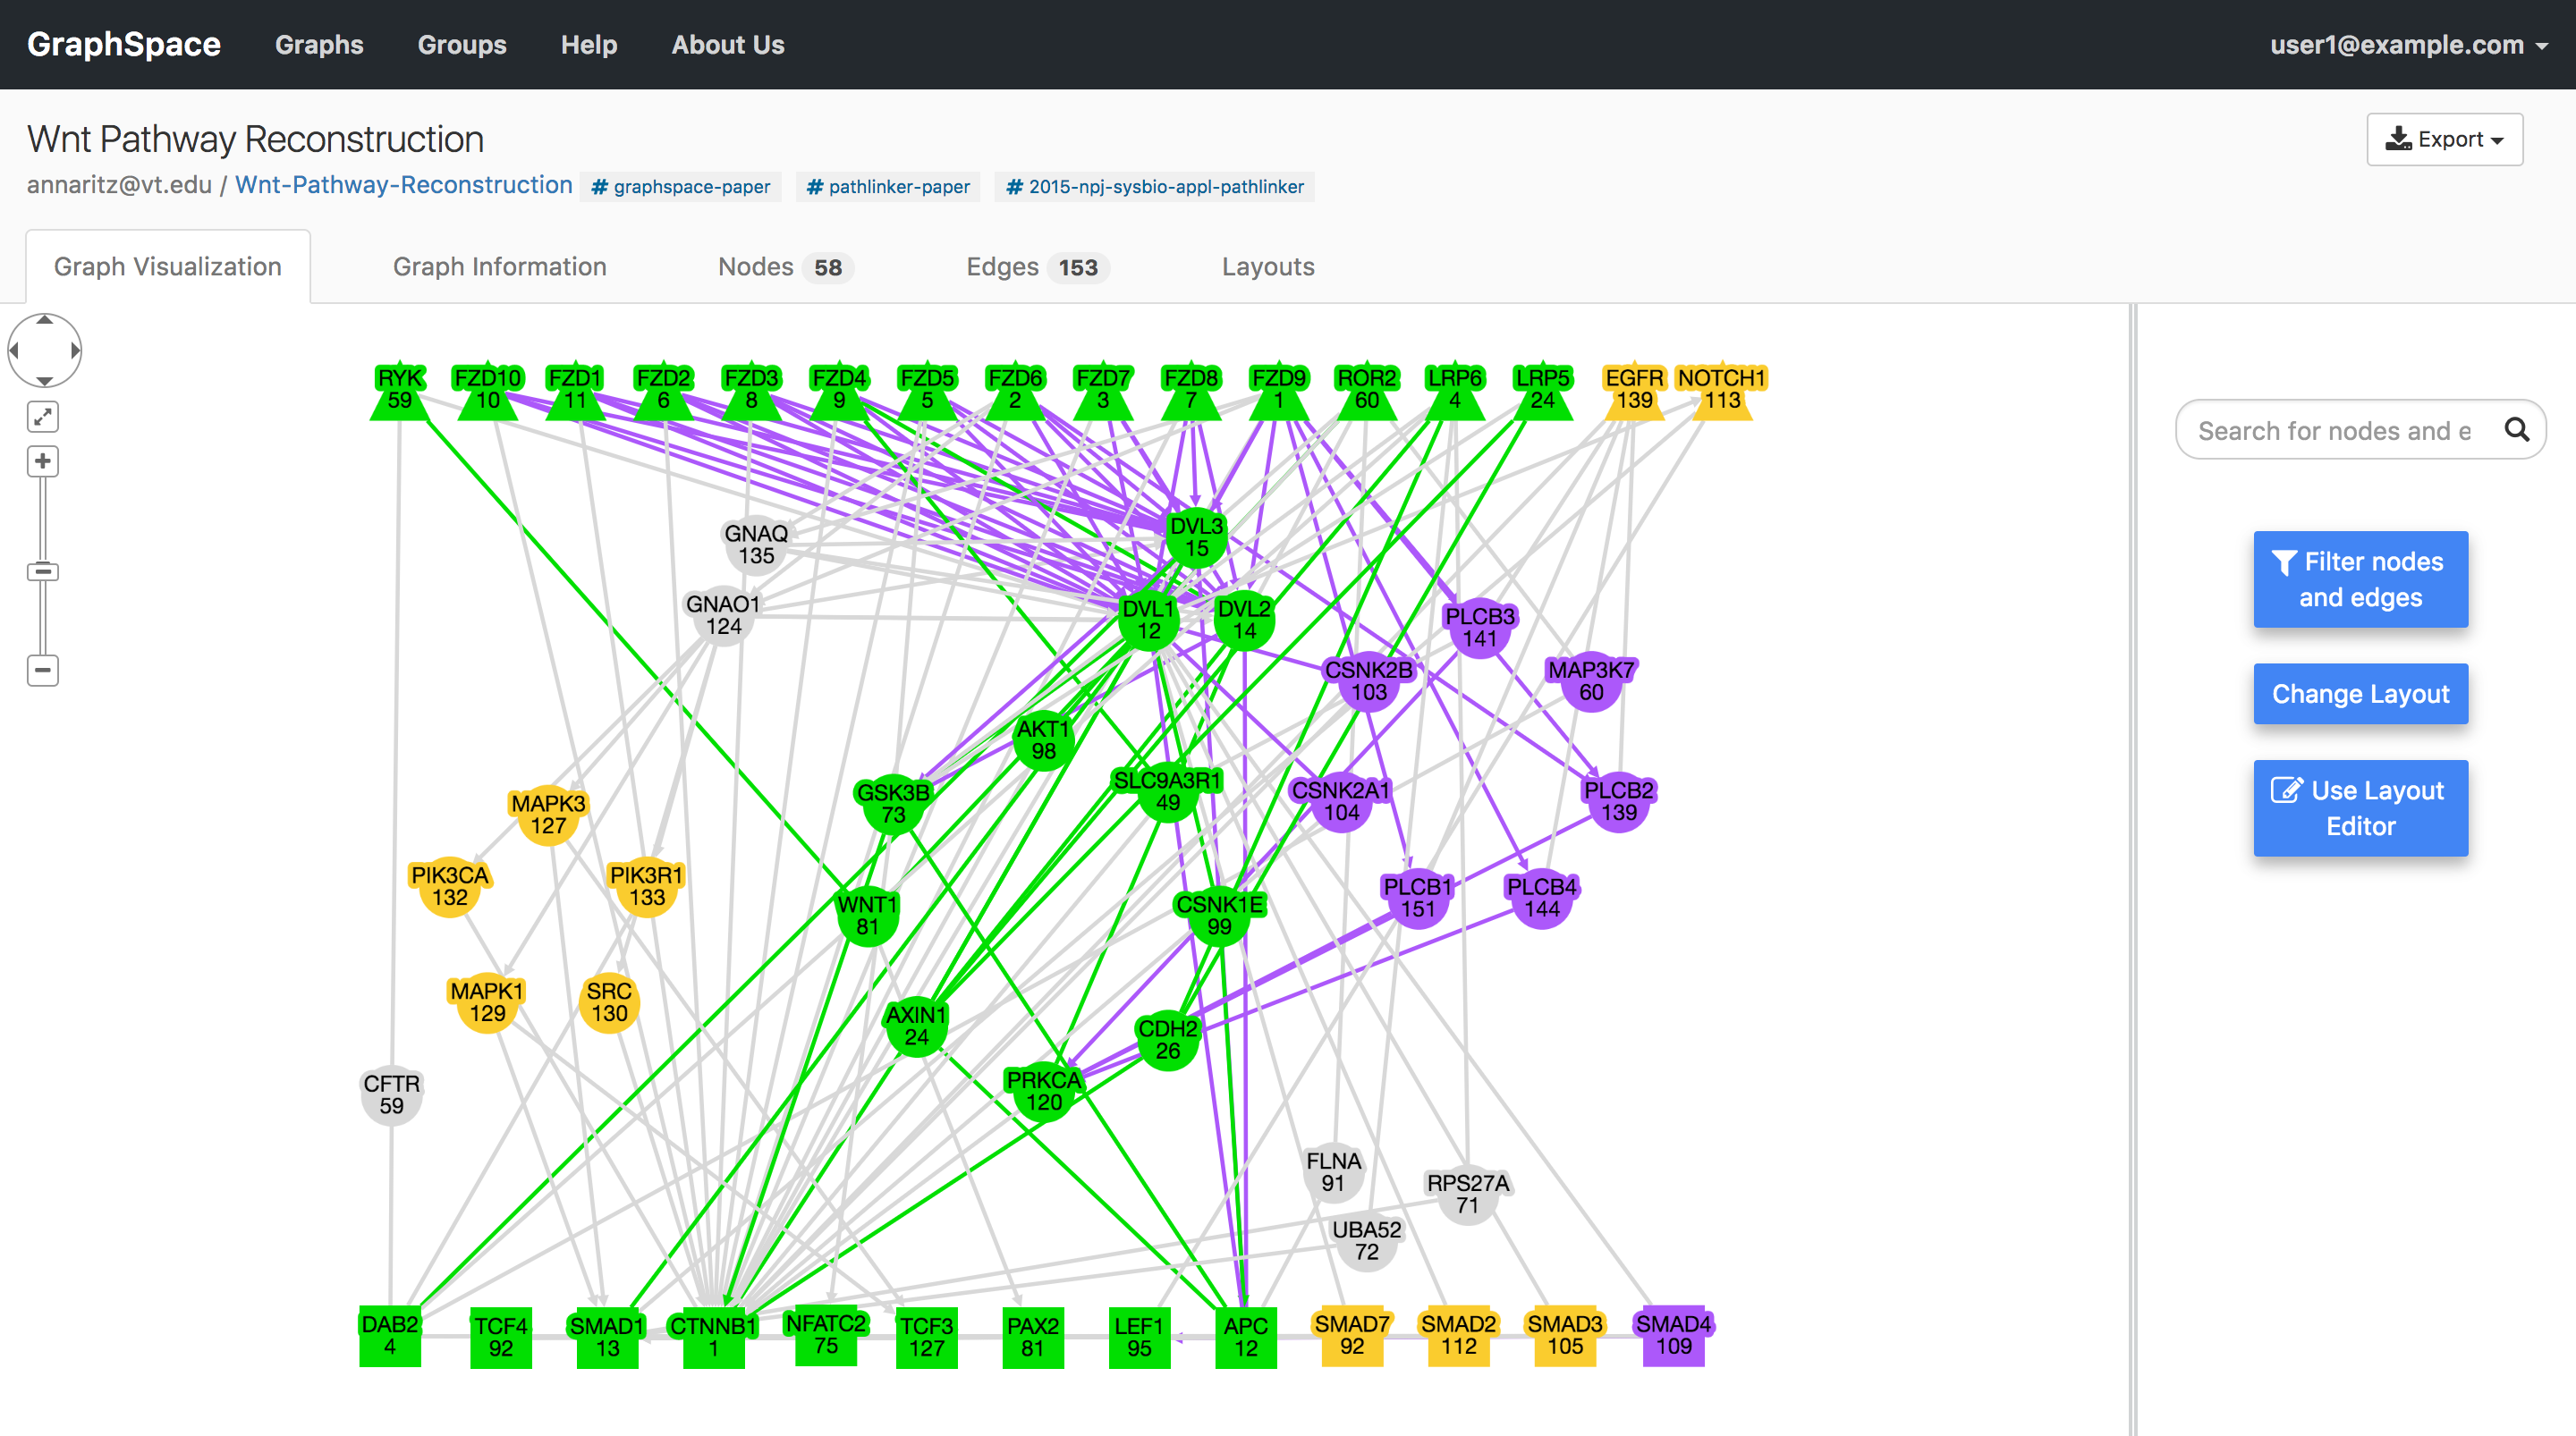 GraphSpace Graphs Groups Help About Us user1@example.com
Wnt Pathway Reconstruction
Export
annaritz@vt.edu / Wnt-Pathway-Reconstruction # graphspace-paper # pathlinker-paper # 2015-npj-sysbio-appl-pathlinker
Graph Visualization Graph Information Nodes 58 Edges 153 Layouts
RYK FZD10 FZD1 FZD2 FZD3 FZD4 FZD5 FZD6 FZD7 FZD8 FZD9 ROR2 LRP6 LRP5 EGFR NOTCH1
59 10 11 6 8 9 5 2 3 7 1 60 4 24 139 113
Search for nodes and e
Filter nodes
and edges
Change Layout
Use Layout
Editor
DVL3
15
GNAQ
135
GNAO1
124
DVL1
12
DVL2
14
PLCB3
141
CSNK2B
103
MAP3K7
60
AKT1
98
SLC9A3R1
49
GSK3B
73
CSNK2A1
104
PLCB2
139
MAPK3
127
PIK3CA
132
PIK3R1
133
WNT1
81
CSNK1E
99
PLCB1
151
PLCB4
144
MAPK1
129
SRC
130
AXIN1
24
CDH2
26
PRKCA
120
CFTR
59
FLNA
91
RPS27A
71
UBA52
72
DAB2 TCF4 SMAD1 CTNNB1 NFATC2 TCF3 PAX2 LEF1 APC SMAD7 SMAD2 SMAD3 SMAD4
4 92 13 1 75 127 81 95 12 92 112 105 109